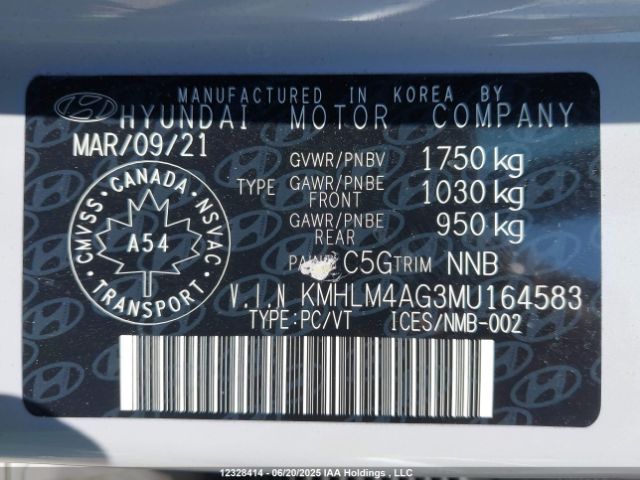 MANUFACTURED IN KOREA BY
HYUNDAI MOTOR COMPANY
MAR/09/21
GVWR/PNBV 1750 kg
TYPE GAWR/PNBE FRONT 1030 kg
GAWR/PNBE REAR 950 kg
CANADA
CMVSS
NSVAC
A54
TRANSPORT
C5G TRIM NNB
V.I.N KMHLM4AG3MU164583
TYPE:PC/VT ICES/NMB-002
12328414 - 06/20/2025 IAA Holdings , LLC